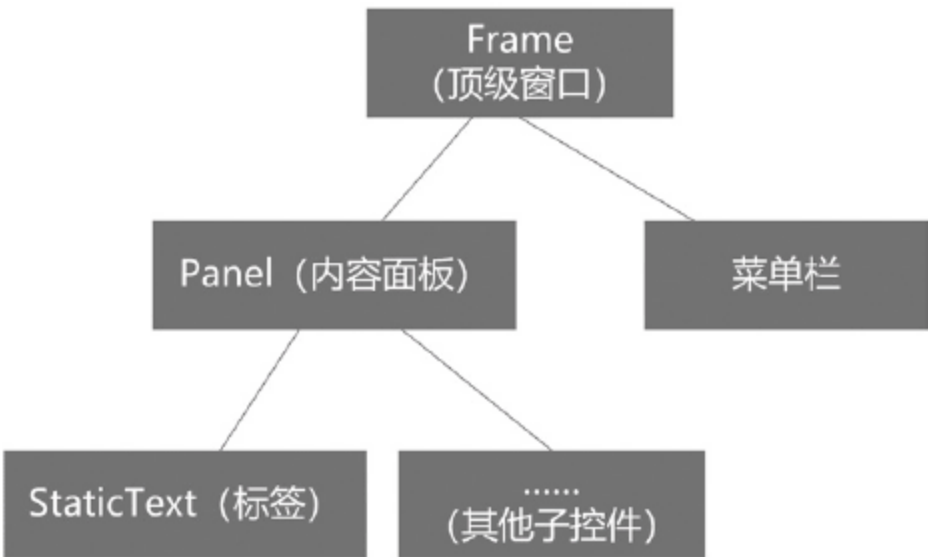 Frame
（顶级窗口）
Panel（内容面板）
菜单栏
StaticText（标签）
......
（其他子控件）